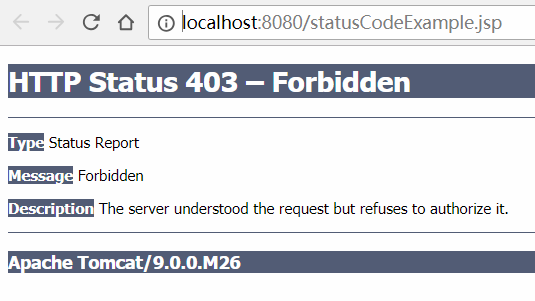 localhost:8080/statusCodeExample.jsp
HTTP Status 403 – Forbidden
Type Status Report
Message Forbidden
Description The server understood the request but refuses to authorize it.
Apache Tomcat/9.0.0.M26